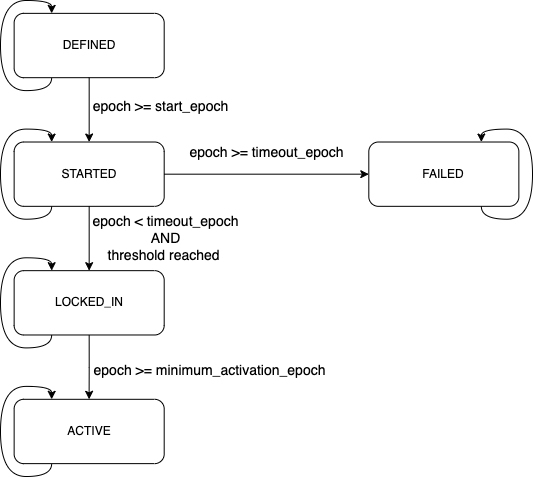 DEFINED
epoch >= start_epoch
epoch >= timeout_epoch
STARTED
FAILED
epoch < timeout_epoch
AND
threshold reached
LOCKED_IN
epoch >= minimum_activation_epoch
ACTIVE